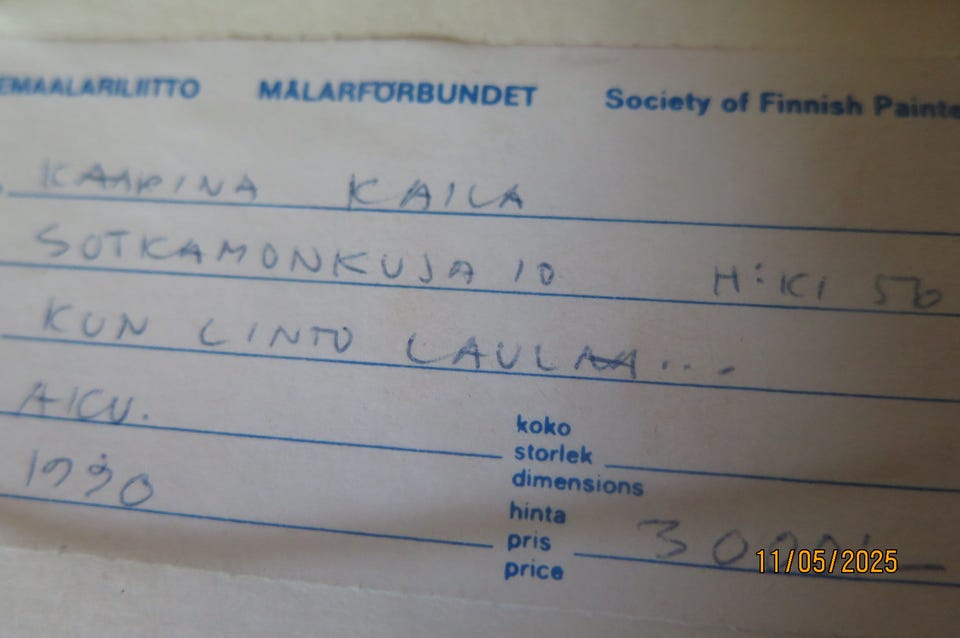 EMAALARILIITTO MÅLARFÖRBUNDET Society of Finnish Painte
KAARINA KAILA
SOTKAMONKUJA 10 H:KI 56
KUN LINTU LAULAA...
AKV.
koko
storlek
dimensions
1990
hinta
pris
price
3000:-
11/05/2025